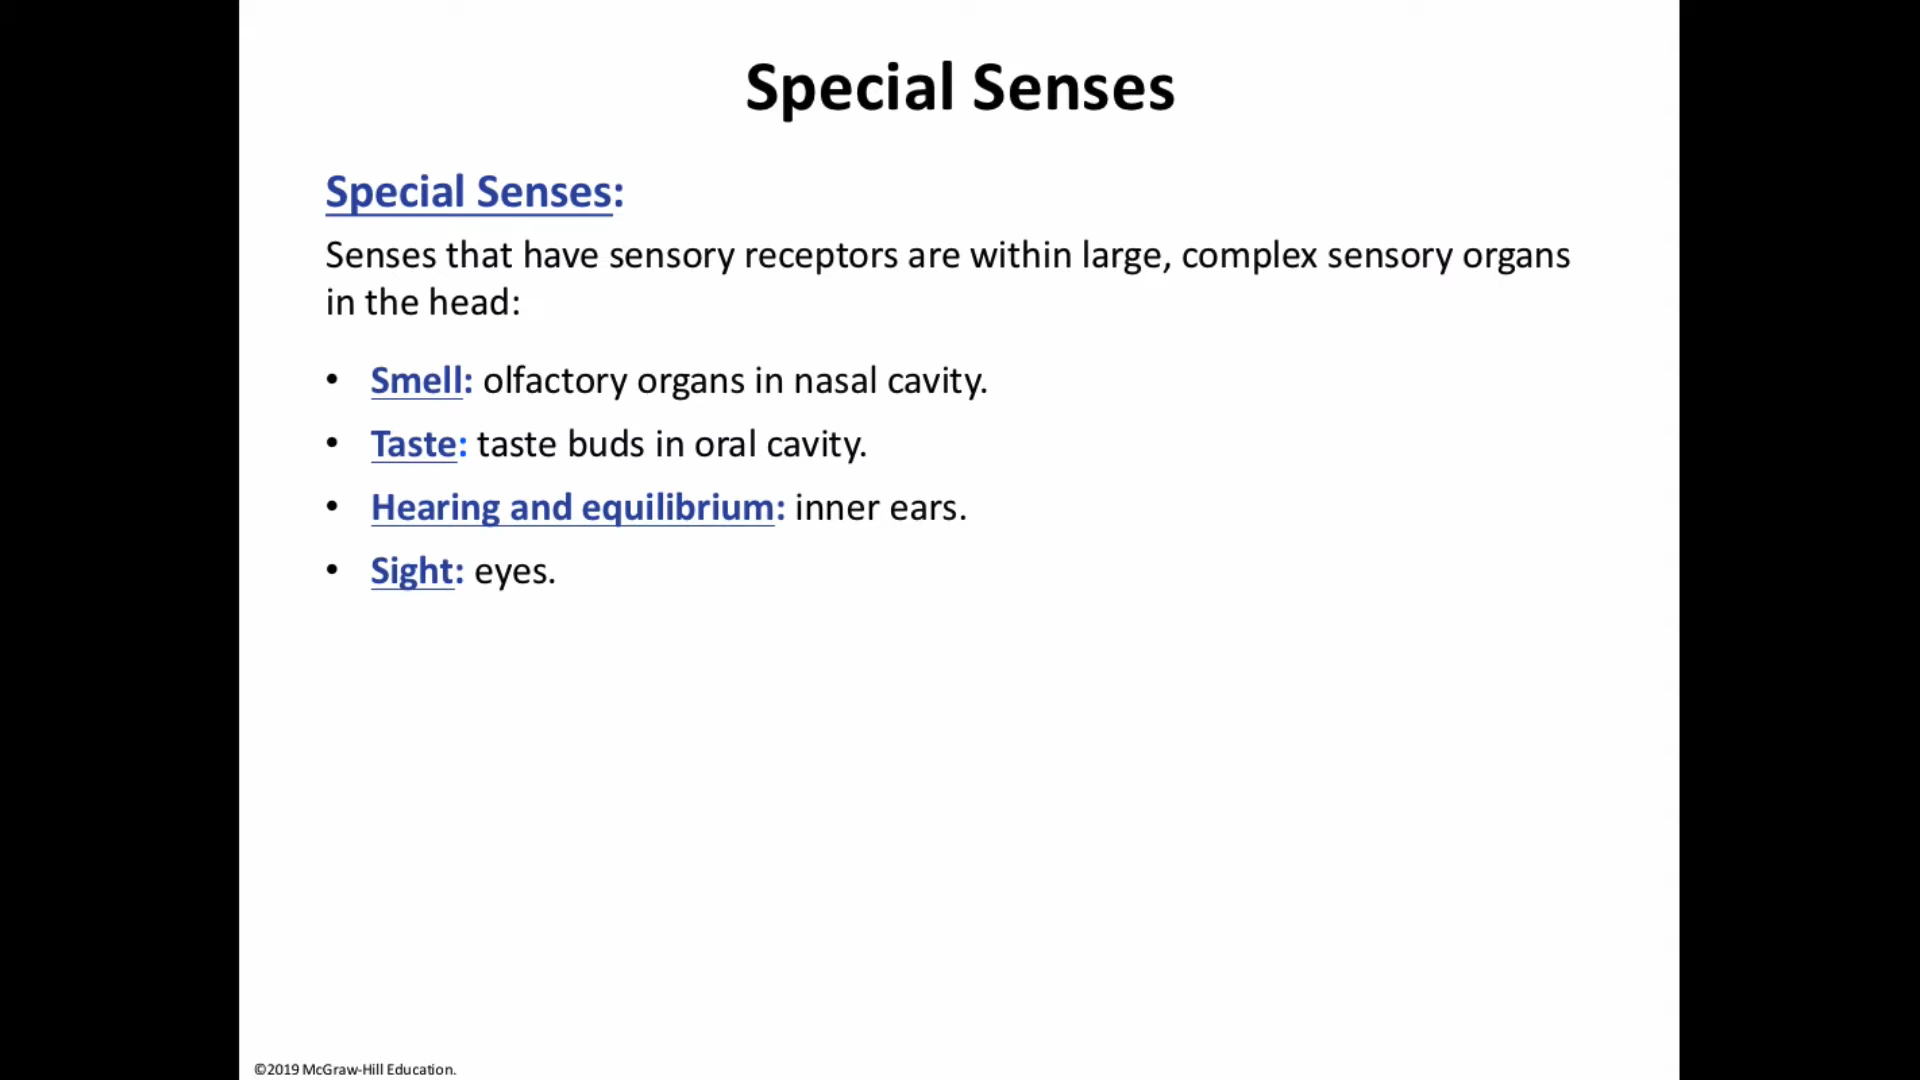 Special Senses
Special Senses:
Senses that have sensory receptors are within large, complex sensory organs
in the head:
• Smell: olfactory organs in nasal cavity.
• Taste: taste buds in oral cavity.
• Hearing and equilibrium: inner ears.
• Sight: eyes.
©2019 McGraw-Hill Education.